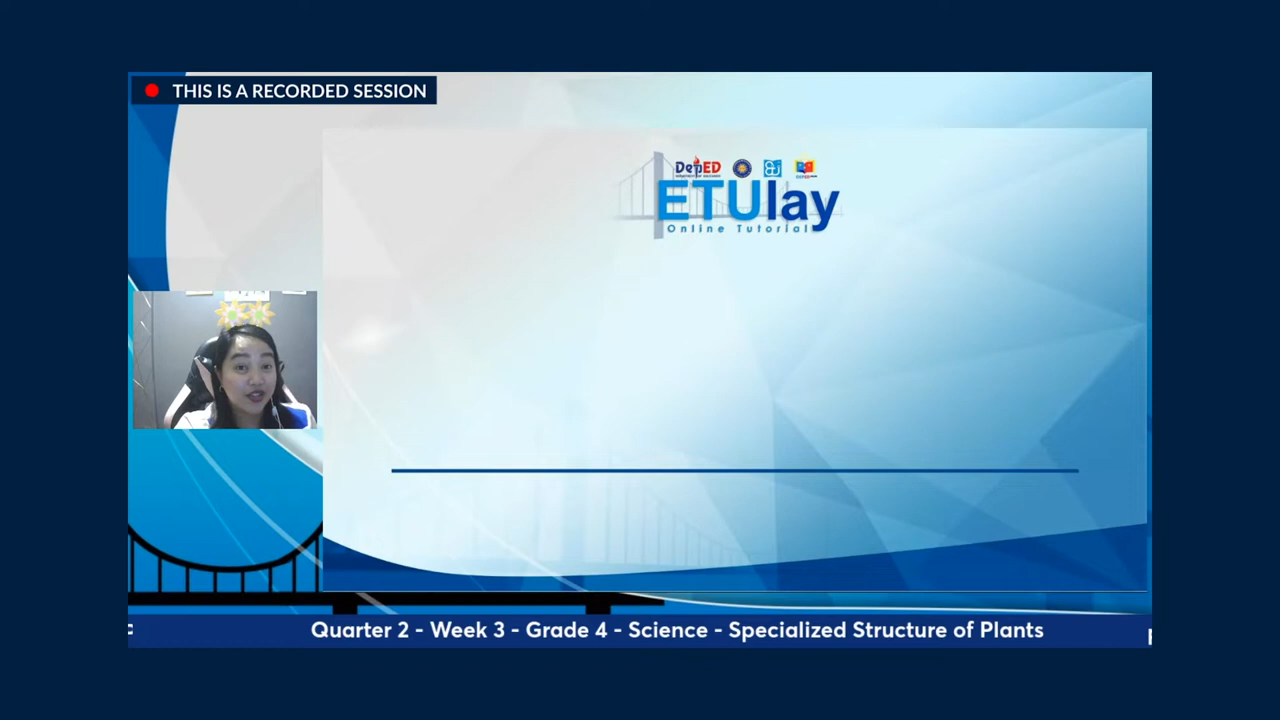 THIS IS A RECORDED SESSION
DepED
ETUlay
Online Tutorial
Quarter 2 - Week 3 - Grade 4 - Science - Specialized Structure of Plants